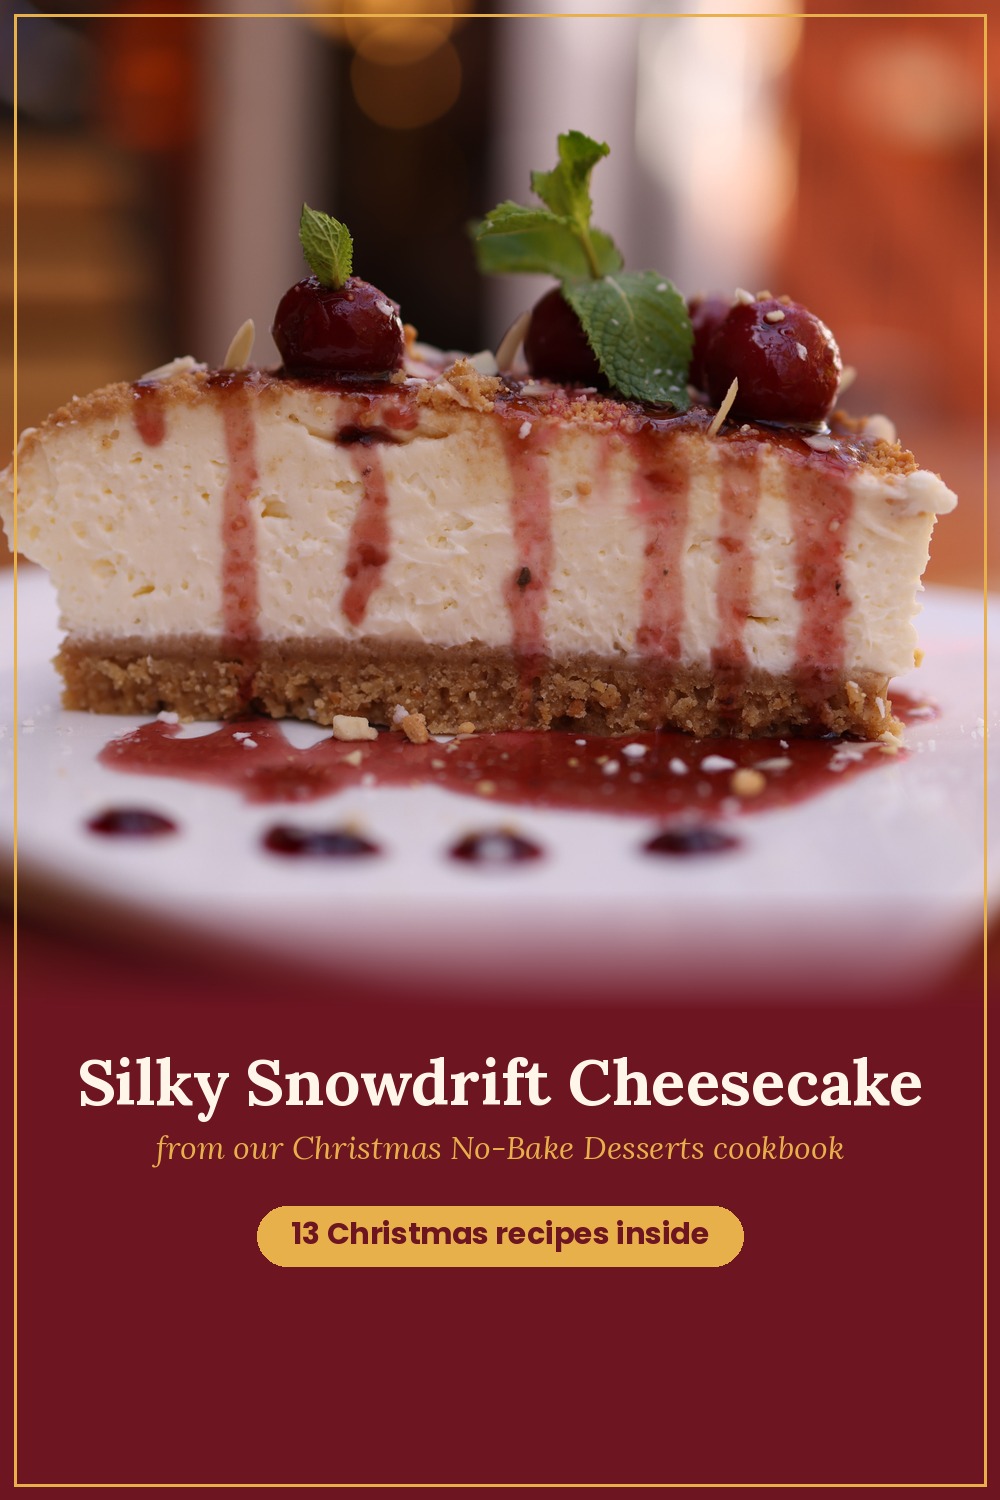 Silky Snowdrift Cheesecake
from our Christmas No-Bake Desserts cookbook
13 Christmas recipes inside